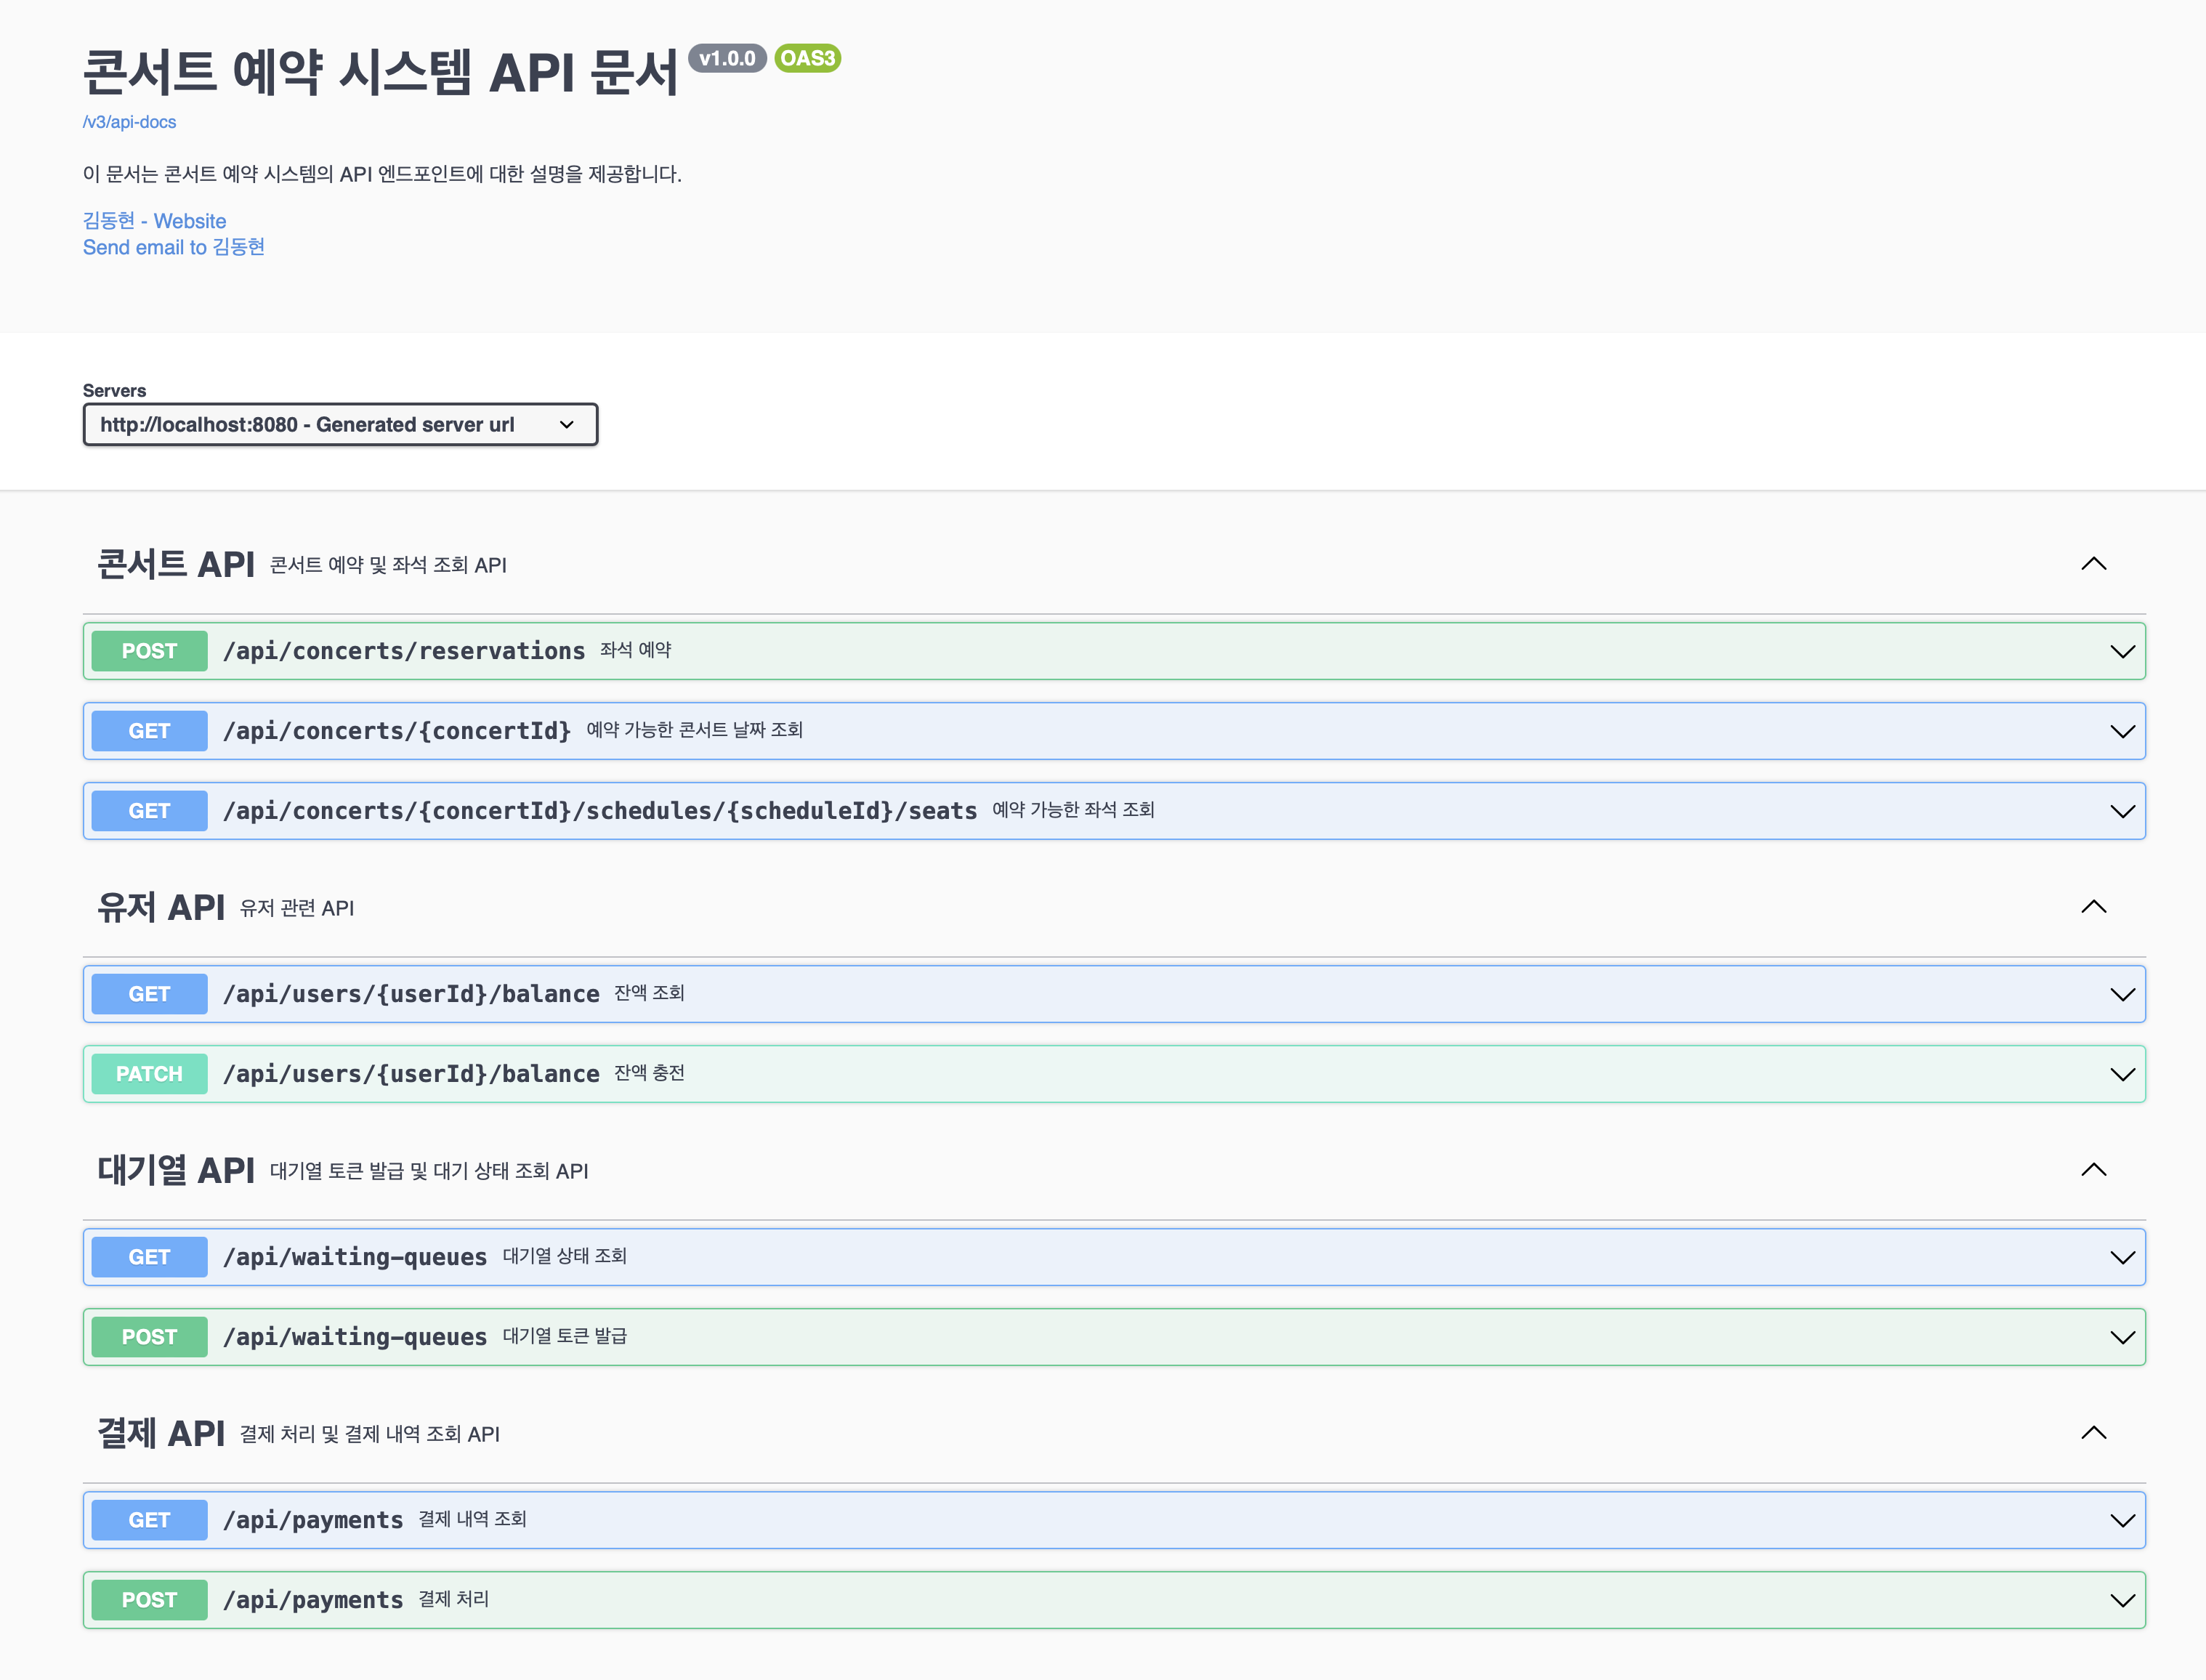 콘서트 예약 시스템 API 문서 v1.0.0 OAS3
/v3/api-docs
이 문서는 콘서트 예약 시스템의 API 엔드포인트에 대한 설명을 제공합니다.
김동현 - Website
Send email to 김동현
Servers
http://localhost:8080 - Generated server url
콘서트 API 콘서트 예약 및 좌석 조회 API
POST /api/concerts/reservations 좌석 예약
GET /api/concerts/{concertId} 예약 가능한 콘서트 날짜 조회
GET /api/concerts/{concertId}/schedules/{scheduleId}/seats 예약 가능한 좌석 조회
유저 API 유저 관련 API
GET /api/users/{userId}/balance 잔액 조회
PATCH /api/users/{userId}/balance 잔액 충전
대기열 API 대기열 토큰 발급 및 대기 상태 조회 API
GET /api/waiting-queues 대기열 상태 조회
POST /api/waiting-queues 대기열 토큰 발급
결제 API 결제 처리 및 결제 내역 조회 API
GET /api/payments 결제 내역 조회
POST /api/payments 결제 처리